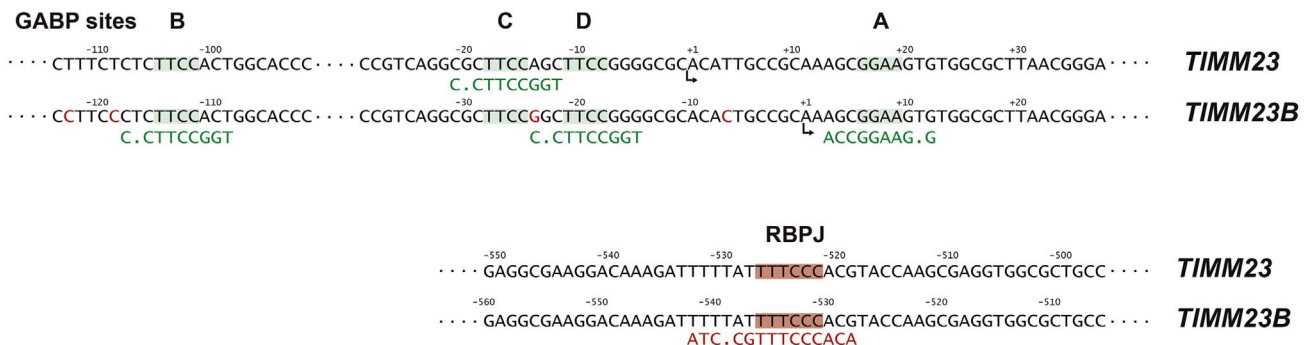 GABP sites B C D A
-110 -100 -20 -10 +1 +10 +20 +30
····CTTTCTCTCTTCCACTGGCACCC····CCGTCAGGCGCTTCCAGCTTCCGGGGCGCACATTGCCGCAAAGCGGAAGTGTGGCGCTTAACGGGA···· TIMM23
C.CTTCCGGT
-120 -110 -30 -20 -10 +1 +10 +20
····CCTTCCCTCTTCCACTGGCACCC····CCGTCAGGCGCTTCCGGCTTCCGGGGCGCACACTGCCGCAAAGCGGAAGTGTGGCGCTTAACGGGA···· TIMM23B
C.CTTCCGGT C.CTTCCGGT ACCGGAAG.G
RBPJ
-550 -540 -530 -520 -510 -500
····GAGGCGAAGGACAAAGATTTTTATTTTCCCACGTACCAAGCGAGGTGGCGCTGCC···· TIMM23
-560 -550 -540 -530 -520 -510
····GAGGCGAAGGACAAAGATTTTTATTTTCCCACGTACCAAGCGAGGTGGCGCTGCC···· TIMM23B
ATC.CGTTTCCCACA